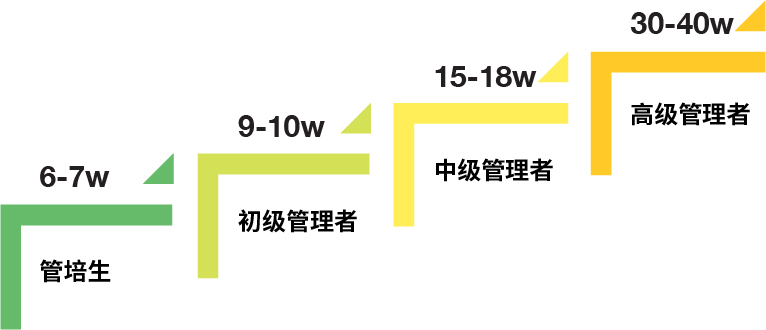 30-40w
高级管理者
15-18w
中级管理者
9-10w
初级管理者
6-7w
管培生